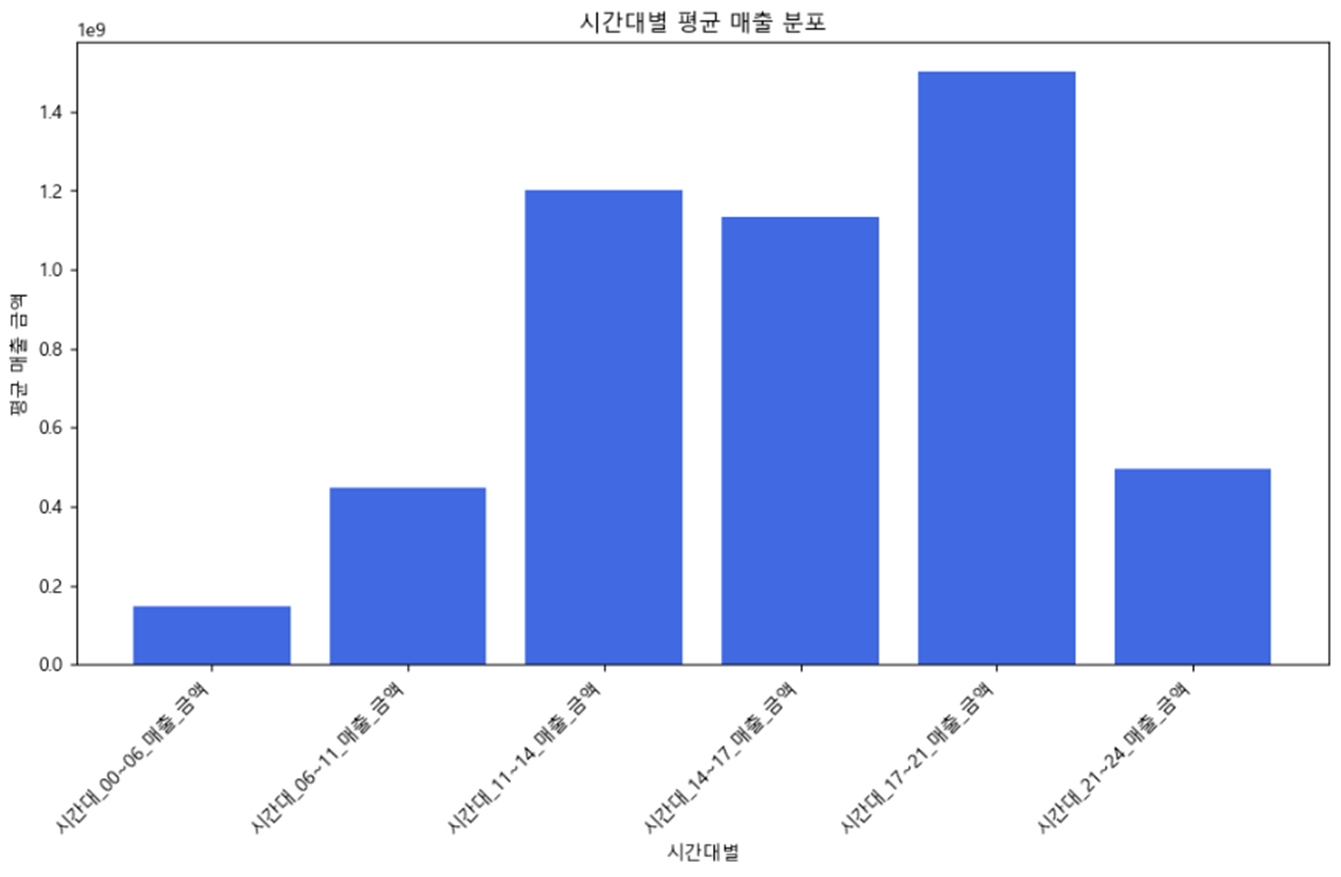 시간대별 평균 매출 분포
1e9
평균 매출 금액
1.4
1.2
1.0
0.8
0.6
0.4
0.2
0.0
시간대_00~06_매출_금액
시간대_06~11_매출_금액
시간대_11~14_매출_금액
시간대_14~17_매출_금액
시간대_17~21_매출_금액
시간대_21~24_매출_금액
시간대별